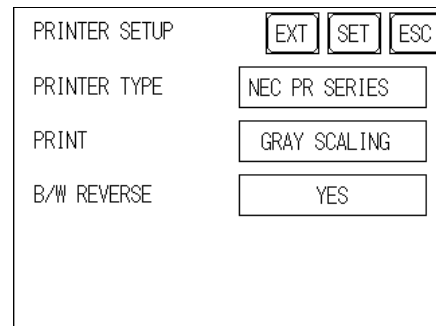 PRINTER SETUP EXT SET ESC
PRINTER TYPE NEC PR SERIES
PRINT GRAY SCALING
B/W REVERSE YES